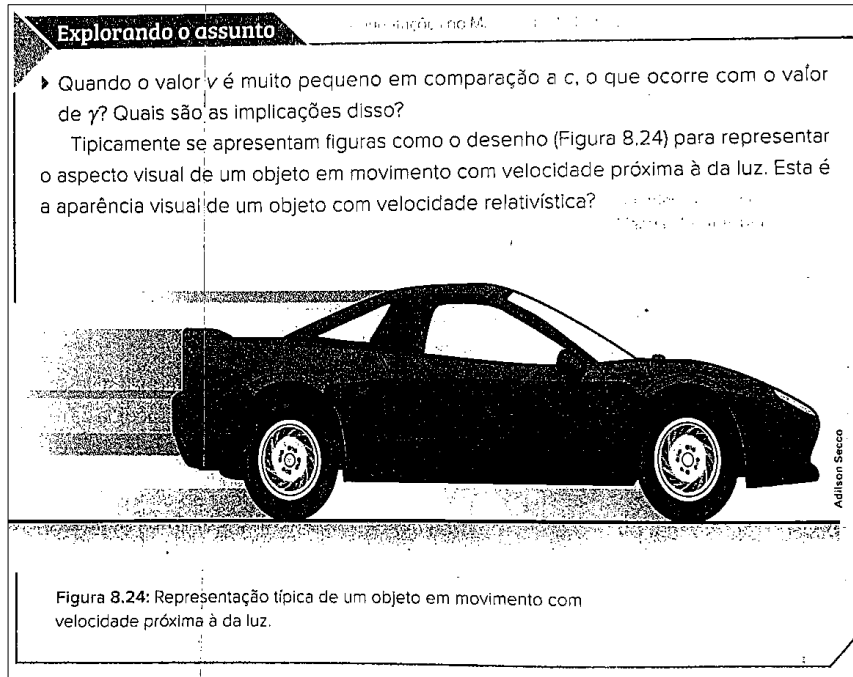 Explorando o assunto
Quando o valor v é muito pequeno em comparação a c, o que ocorre com o valor
de γ? Quais são as implicações disso?
Tipicamente se apresentam figuras como o desenho (Figura 8.24) para representar
o aspecto visual de um objeto em movimento com velocidade próxima à da luz. Esta é
a aparência visual de um objeto com velocidade relativística?
Adilson Secco
Figura 8.24: Representação típica de um objeto em movimento com
velocidade próxima à da luz.